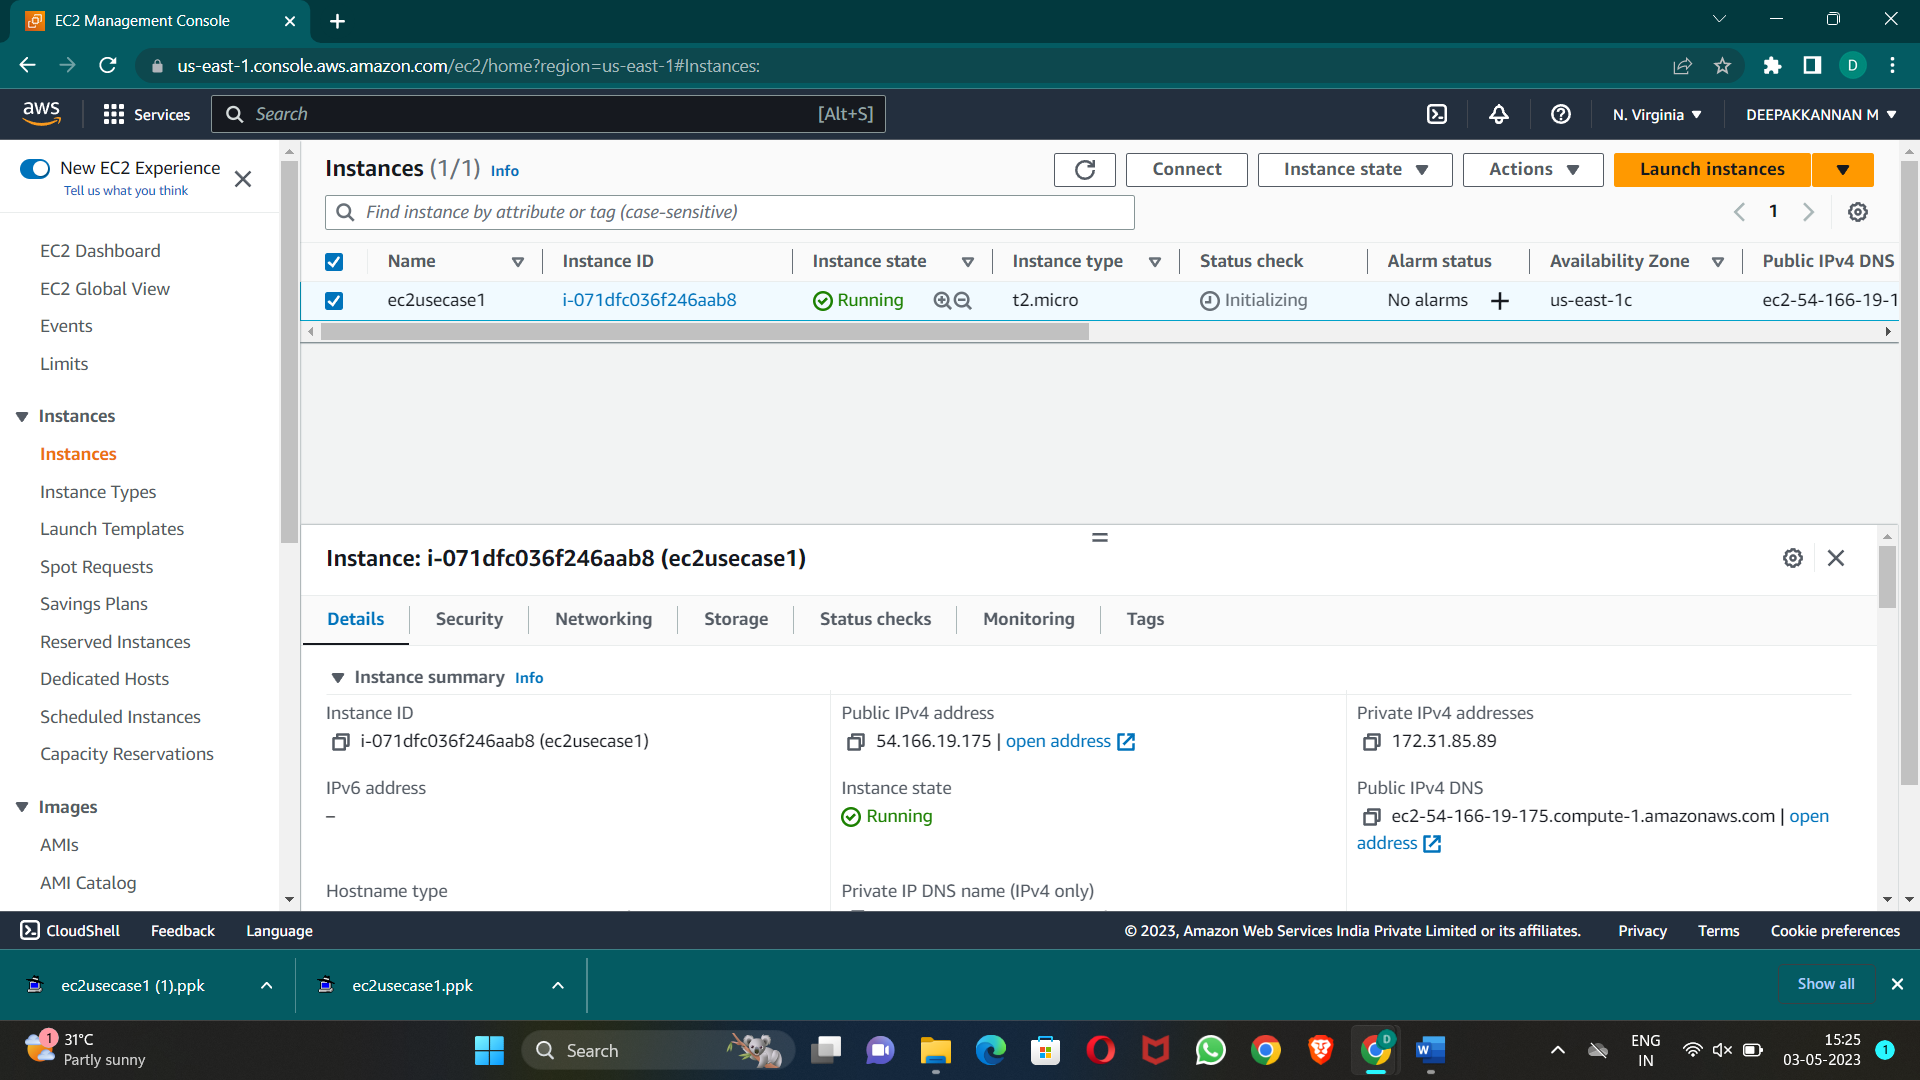 EC2 Management Console
us-east-1.console.aws.amazon.com/ec2/home?region=us-east-1#Instances:
D
aws
Services
Search
[Alt+S]
N. Virginia
DEEPAKKANNAN M
New EC2 Experience
Tell us what you think
EC2 Dashboard
EC2 Global View
Events
Limits
Instances
Instances
Instance Types
Launch Templates
Spot Requests
Savings Plans
Reserved Instances
Dedicated Hosts
Scheduled Instances
Capacity Reservations
Images
AMIs
AMI Catalog
Instances (1/1) Info
Connect
Instance state
Actions
Launch instances
Find instance by attribute or tag (case-sensitive)
1
Name Instance ID Instance state Instance type Status check Alarm status Availability Zone Public IPv4 DNS
ec2usecase1 i-071dfc036f246aab8 Running t2.micro Initializing No alarms us-east-1c ec2-54-166-19-1
Instance: i-071dfc036f246aab8 (ec2usecase1)
Details Security Networking Storage Status checks Monitoring Tags
Instance summary Info
Instance ID
i-071dfc036f246aab8 (ec2usecase1)
Public IPv4 address
54.166.19.175 | open address
Private IPv4 addresses
172.31.85.89
IPv6 address
–
Instance state
Running
Public IPv4 DNS
ec2-54-166-19-175.compute-1.amazonaws.com | open
address
Hostname type
Private IP DNS name (IPv4 only)
CloudShell Feedback Language
© 2023, Amazon Web Services India Private Limited or its affiliates. Privacy Terms Cookie preferences
ec2usecase1 (1).ppk
ec2usecase1.ppk
Show all
1
31°C
Partly sunny
Search
D
W
ENG
IN
15:25
03-05-2023
1